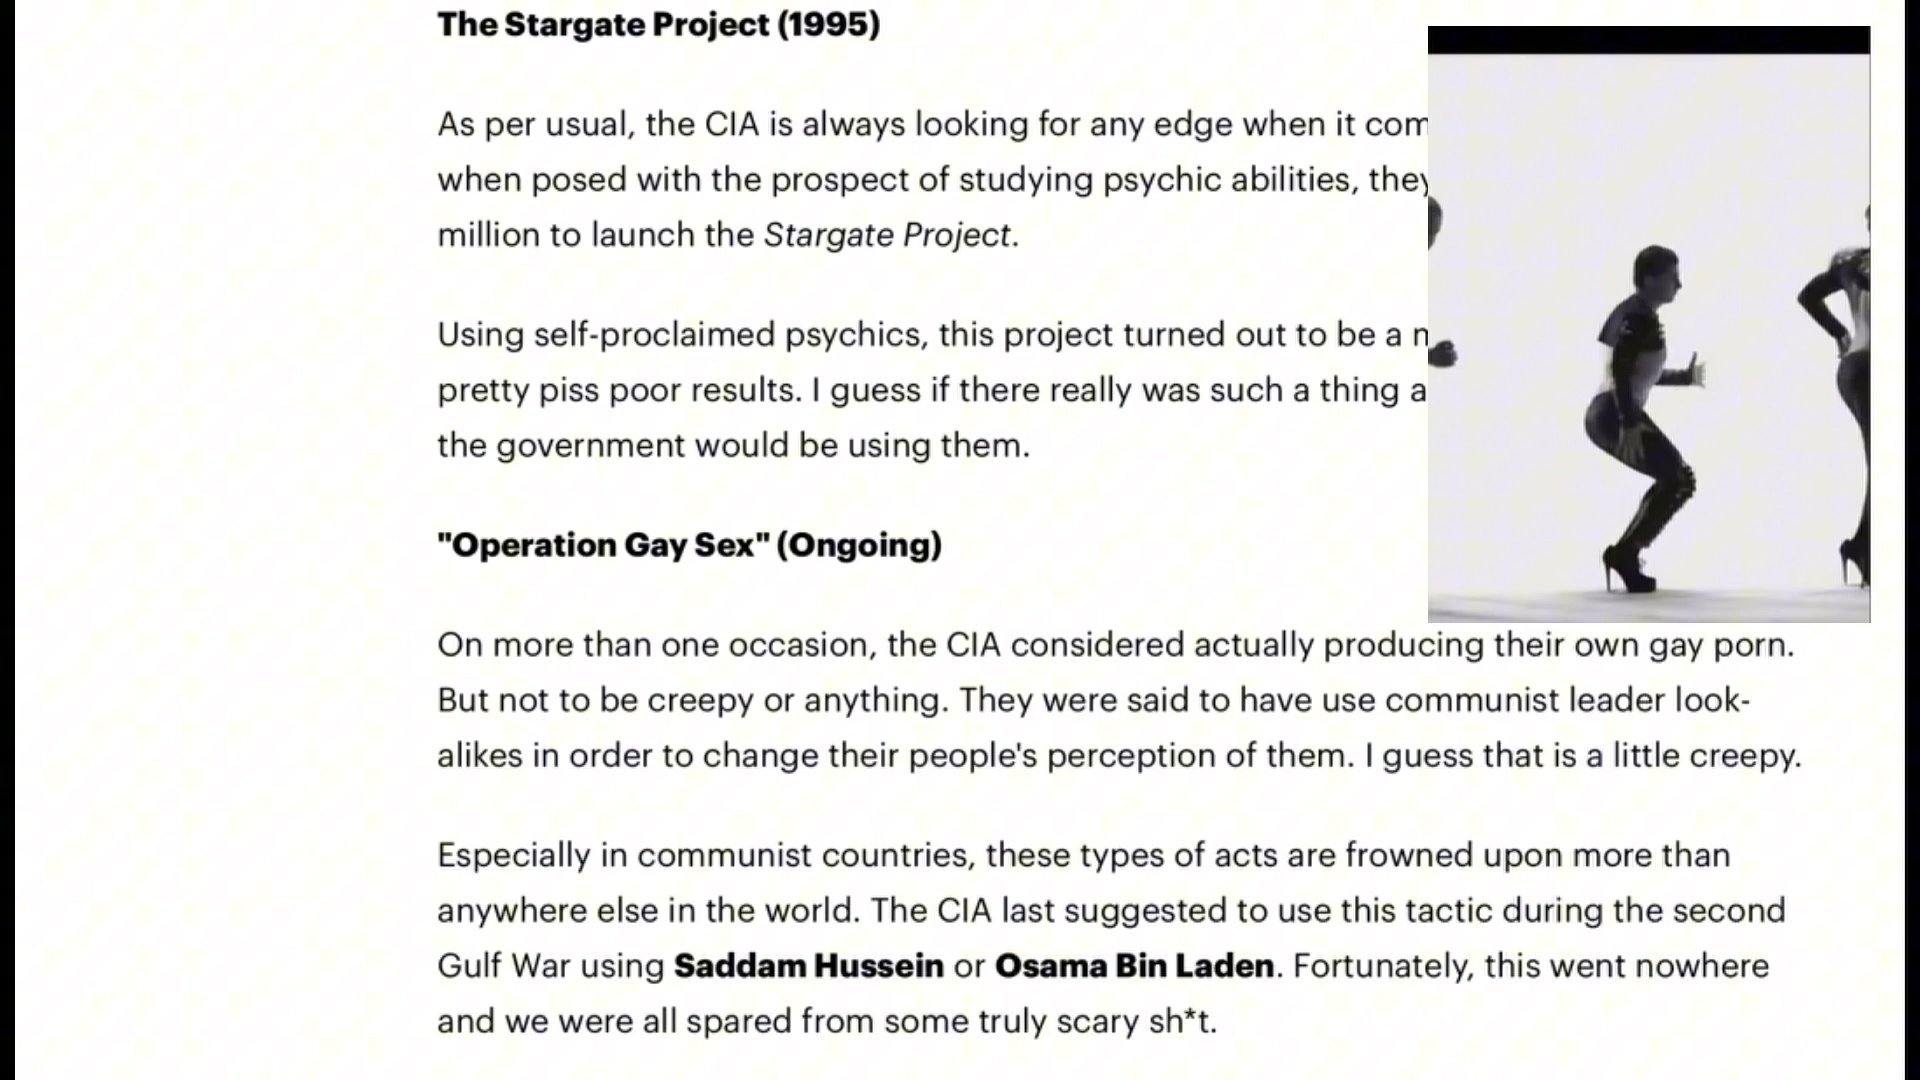 The Stargate Project (1995)
As per usual, the CIA is always looking for any edge when it com
when posed with the prospect of studying psychic abilities, they
million to launch the Stargate Project.
Using self-proclaimed psychics, this project turned out to be a
pretty piss poor results. I guess if there really was such a thing a
the government would be using them.
"Operation Gay Sex" (Ongoing)
On more than one occasion, the CIA considered actually producing their own gay porn.
But not to be creepy or anything. They were said to have use communist leader look-
alikes in order to change their people's perception of them. I guess that is a little creepy.
Especially in communist countries, these types of acts are frowned upon more than
anywhere else in the world. The CIA last suggested to use this tactic during the second
Gulf War using Saddam Hussein or Osama Bin Laden. Fortunately, this went nowhere
and we were all spared from some truly scary sh*t.